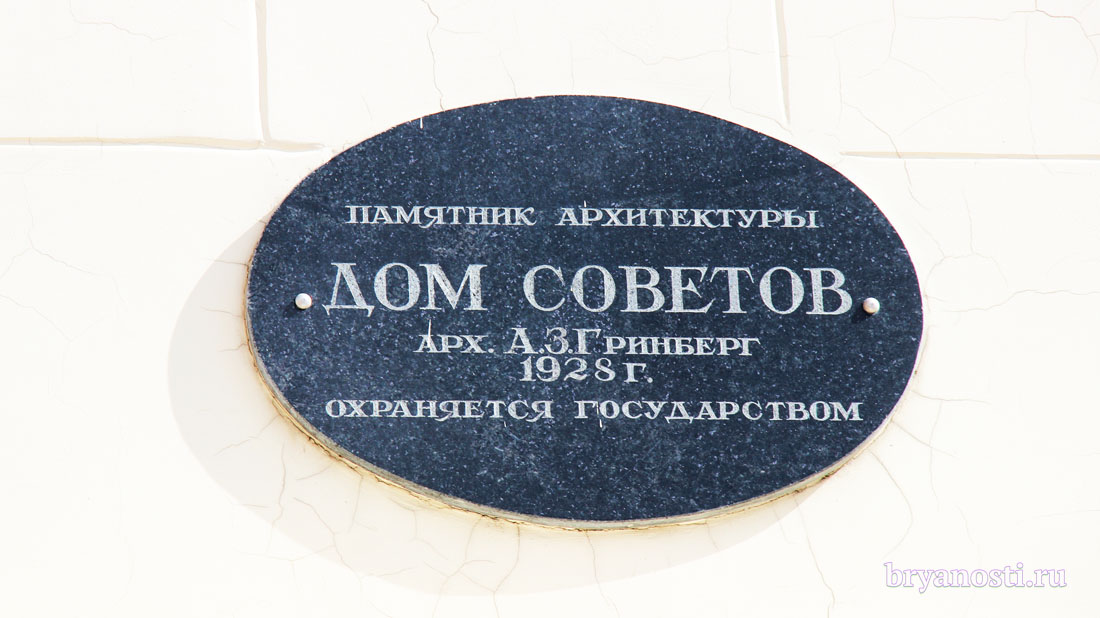 ПАМЯТНИК АРХИТЕКТУРЫ
ДОМ СОВЕТОВ
АРХ. А.З.ГРИНБЕРГ
1928 Г.
ОХРАНЯЕТСЯ ГОСУДАРСТВОМ
bryanosti.ru